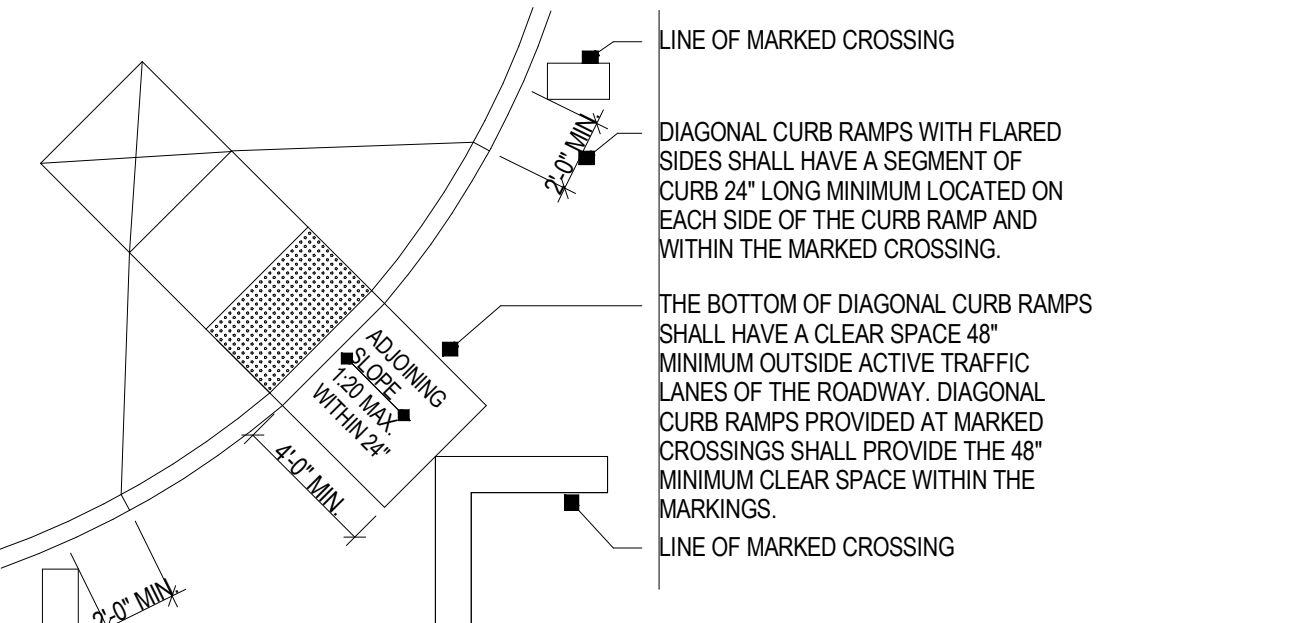 LINE OF MARKED CROSSING
2'-0" MIN.
DIAGONAL CURB RAMPS WITH FLARED
SIDES SHALL HAVE A SEGMENT OF
CURB 24" LONG MINIMUM LOCATED ON
EACH SIDE OF THE CURB RAMP AND
WITHIN THE MARKED CROSSING.
THE BOTTOM OF DIAGONAL CURB RAMPS
SHALL HAVE A CLEAR SPACE 48"
MINIMUM OUTSIDE ACTIVE TRAFFIC
LANES OF THE ROADWAY. DIAGONAL
CURB RAMPS PROVIDED AT MARKED
CROSSINGS SHALL PROVIDE THE 48"
MINIMUM CLEAR SPACE WITHIN THE
MARKINGS.
ADJOINING
SLOPE
1:20 MAX.
WITHIN 24"
4'-0" MIN.
LINE OF MARKED CROSSING
2'-0" MIN.